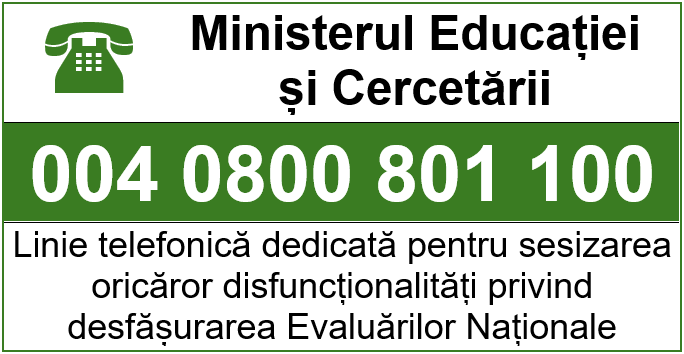 Ministerul Educației
și Cercetării
004 0800 801 100
Linie telefonică dedicată pentru sesizarea
oricăror disfuncționalități privind
desfășurarea Evaluărilor Naționale